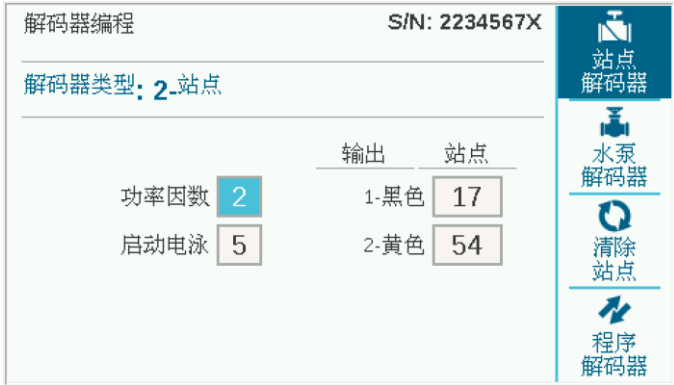 解码器编程 S/N: 2234567X
解码器类型: 2-站点
输出 站点
功率因数 2 1-黑色 17
启动电泳 5 2-黄色 54
站点
解码器
水泵
解码器
清除
站点
程序
解码器